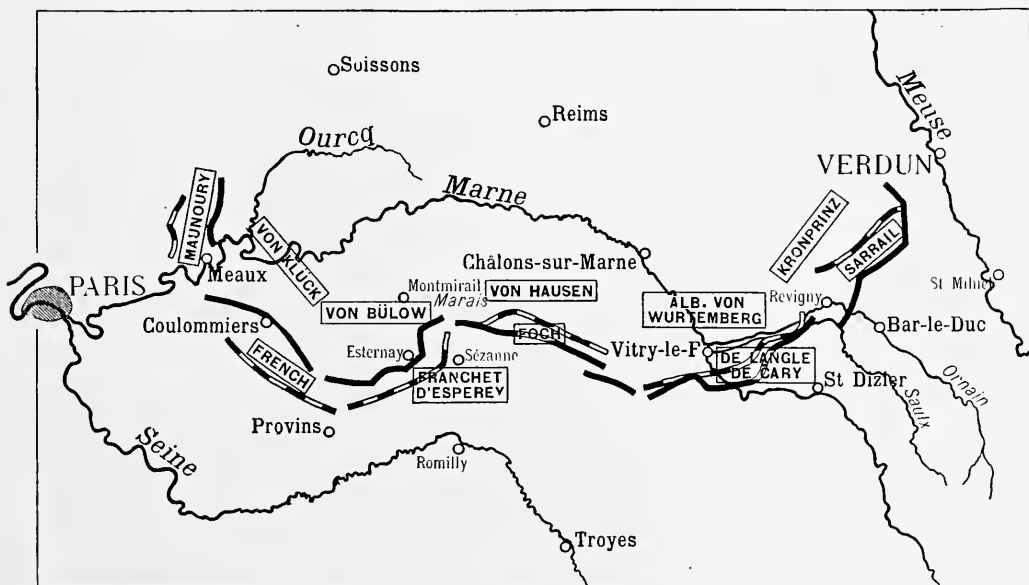 Soissons
Reims
Ourcq
Marne
Meuse
VERDUN
MAUNOURY
VON KLÜCK
KRONPRINZ
SARRAIL
Meaux
PARIS
Châlons-sur-Marne
St Mihiel
Montmirail
Marais
VON HAUSEN
VON BÜLOW
ALB. VON
WURTEMBERG
Revigny
Coulommiers
FOCH
Bar-le-Duc
Esternay
Sézanne
Vitry-le-F
FRENCH
FRANCHET
D'ESPEREY
DE LANGLE
DE CARY
St Dizier
Ornain
Saulx
Provins
Seine
Romilly
Troyes